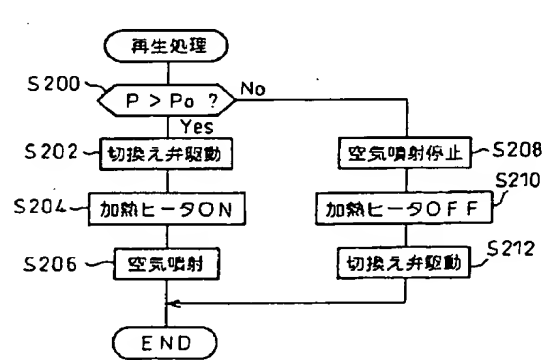 再生処理
S200
P > Po ?
No
Yes
S202
切換え弁駆動
空気噴射停止
S208
S204
加熱ヒータON
加熱ヒータOFF
S210
S206
空気噴射
切換え弁駆動
S212
END